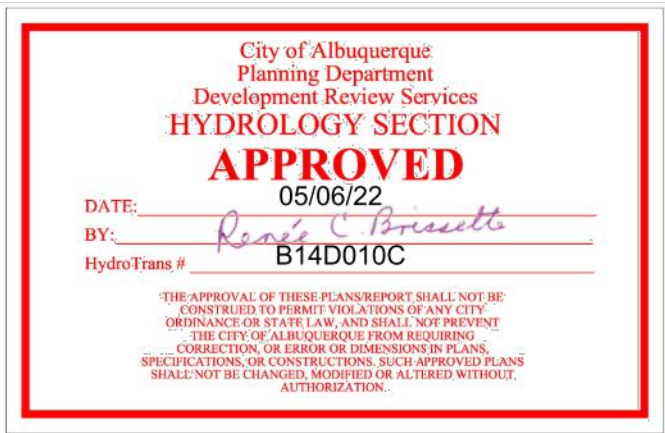 City of Albuquerque
Planning Department
Development Review Services
HYDROLOGY SECTION
APPROVED
DATE: 05/06/22
BY: Renée C. Brissette
HydroTrans # B14D010C
THE APPROVAL OF THESE PLANS/REPORT SHALL NOT BE
CONSTRUED TO PERMIT VIOLATIONS OF ANY CITY
ORDINANCE OR STATE LAW, AND SHALL NOT PREVENT
THE CITY OF ALBUQUERQUE FROM REQUIRING
CORRECTION, OR ERROR OR DIMENSIONS IN PLANS,
SPECIFICATIONS, OR CONSTRUCTIONS. SUCH APPROVED PLANS
SHALL NOT BE CHANGED, MODIFIED OR ALTERED WITHOUT
AUTHORIZATION.